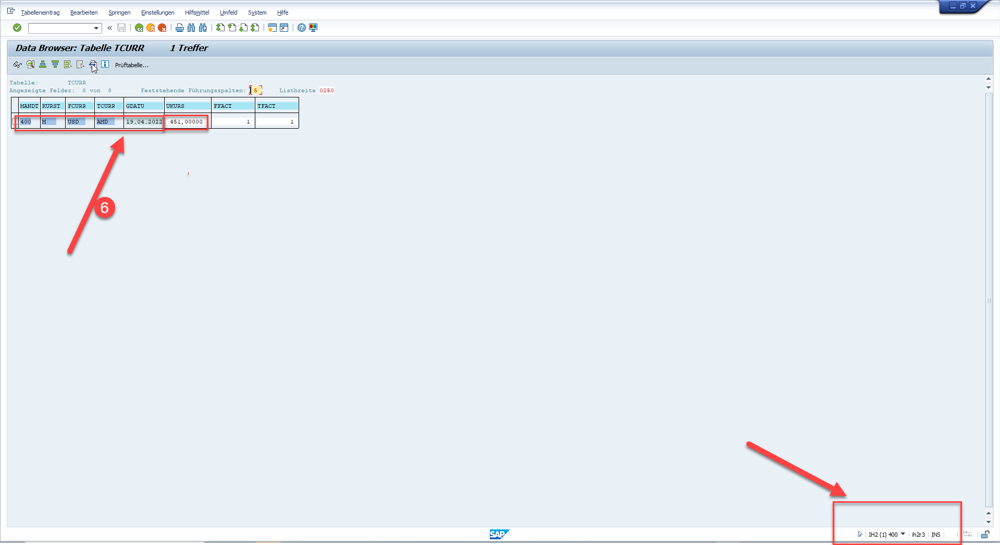 Tabelleneintrag Bearbeiten Springen Einstellungen Hilfsmittel Umfeld System Hilfe
Data Browser: Tabelle TCURR 1 Treffer
Prüftabelle...
Tabelle: TCURR
Angezeigte Felder: 8 von 8 Feststehende Führungsspalten: 5 Listbreite 0250
MANDT KURST FCURR TCURR GDATU UKURS FFACT TFACT
400 M USD AMD 19.04.2022 451,00000 1 1
6
SAP IH2 (1) 400 ih2r3 INS